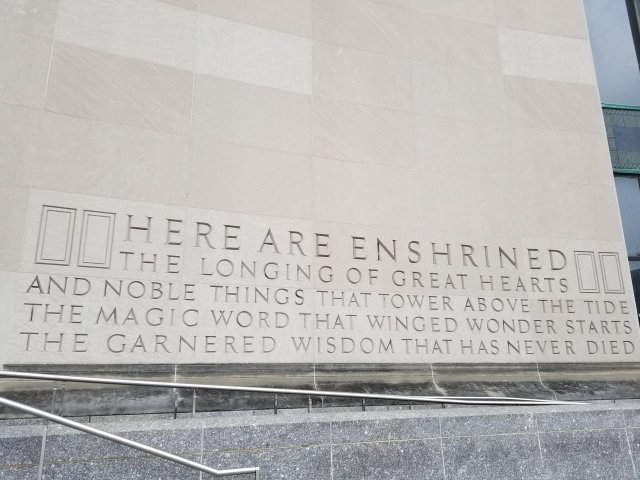 HERE ARE ENSHRINED
THE LONGING OF GREAT HEARTS
AND NOBLE THINGS THAT TOWER ABOVE THE TIDE
THE MAGIC WORD THAT WINGED WONDER STARTS
THE GARNERED WISDOM THAT HAS NEVER DIED